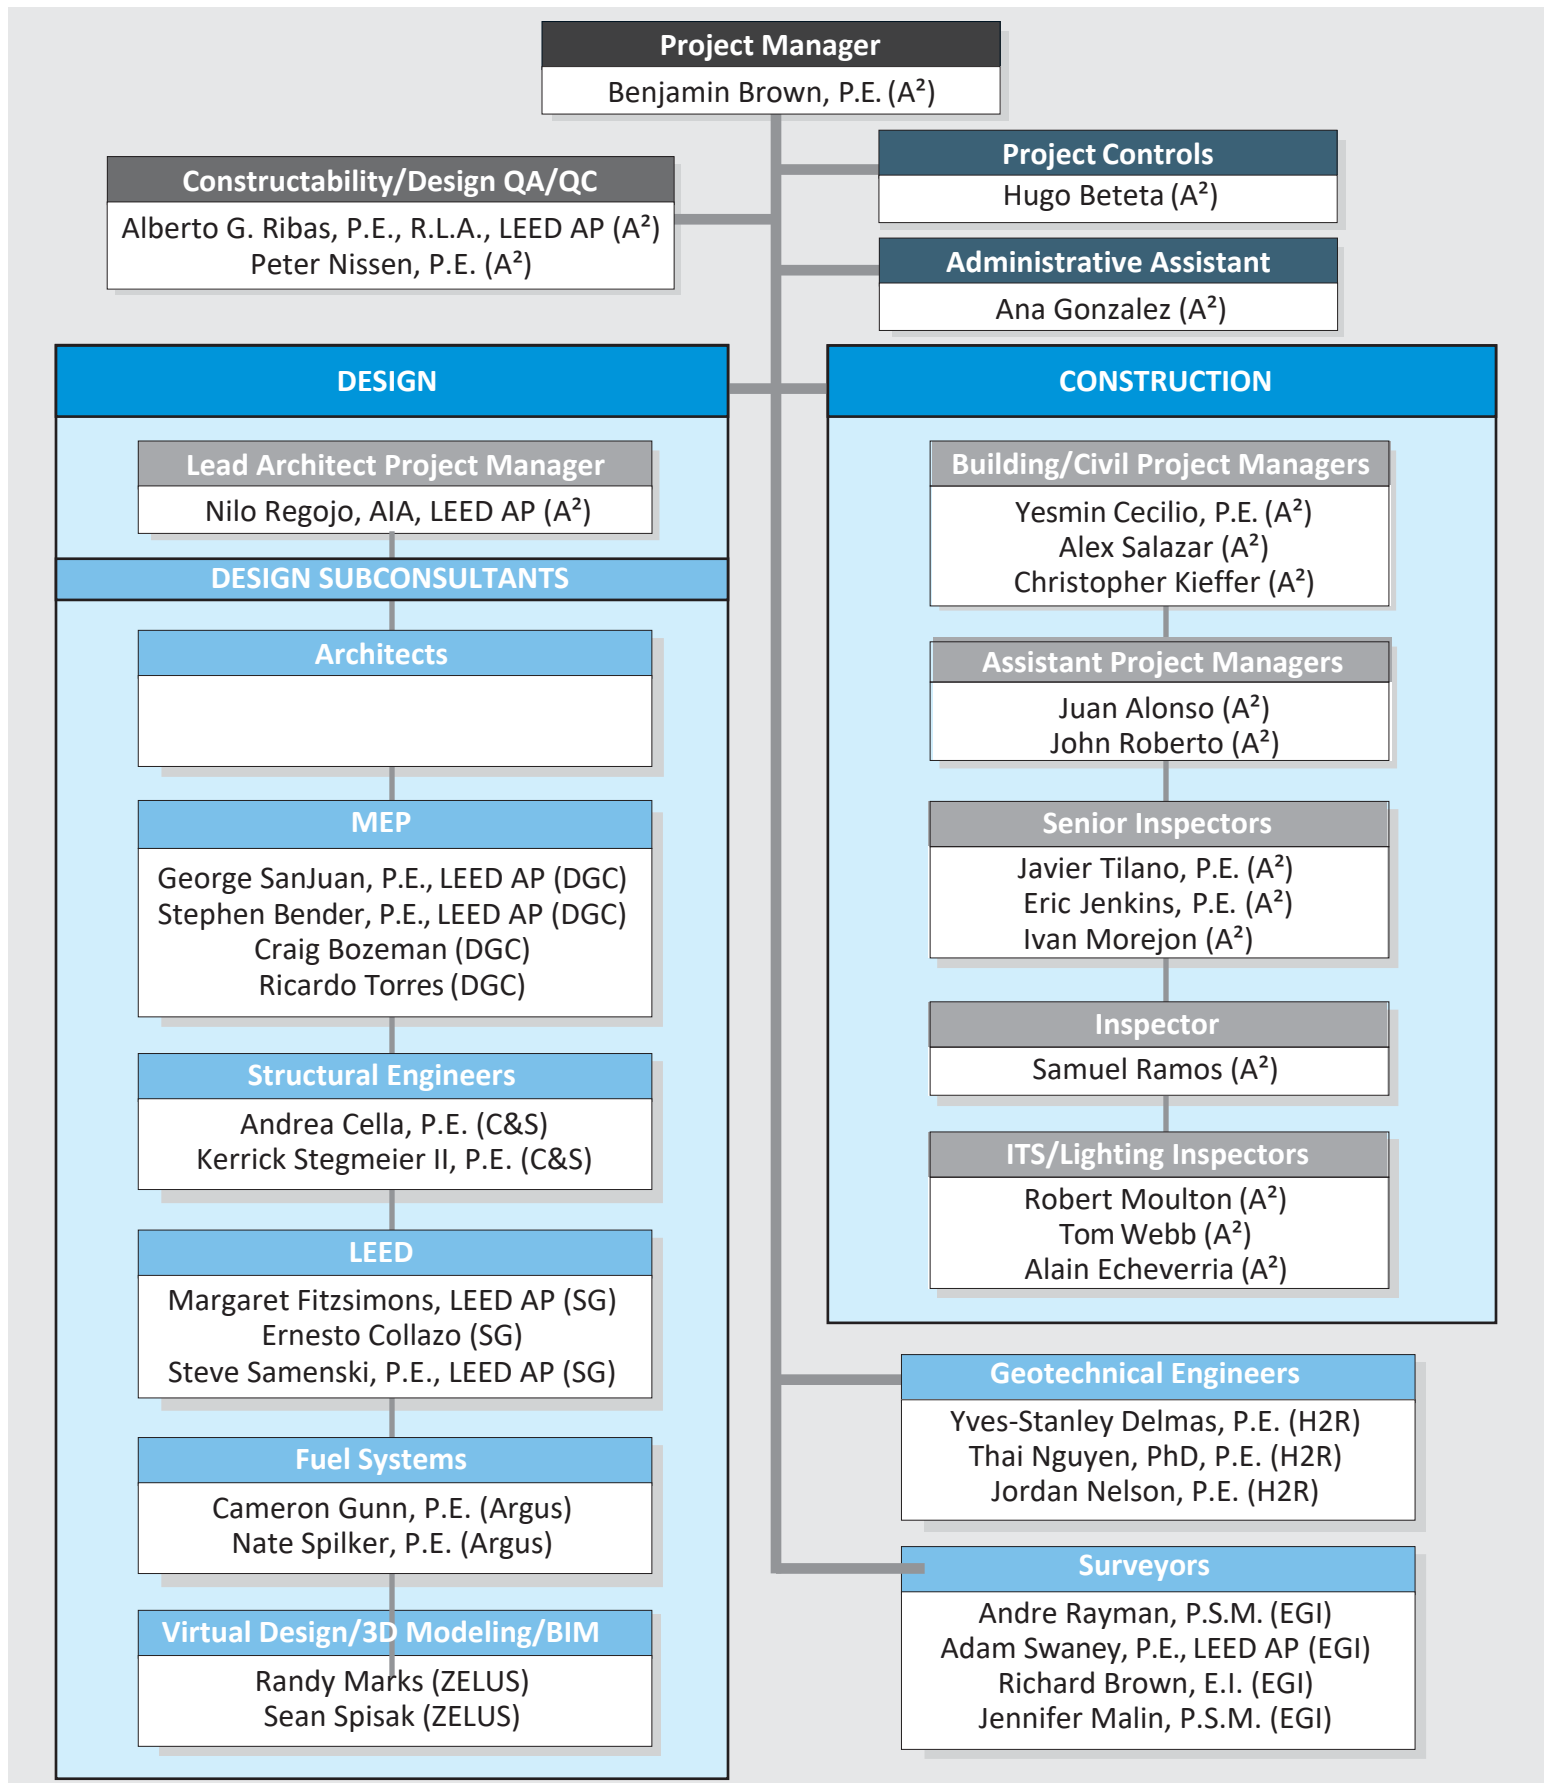 Project Manager
Benjamin Brown, P.E. (A²)
Project Controls
Hugo Beteta (A²)
Constructability/Design QA/QC
Alberto G. Ribas, P.E., R.L.A., LEED AP (A²)
Peter Nissen, P.E. (A²)
Administrative Assistant
Ana Gonzalez (A²)
DESIGN
Lead Architect Project Manager
Nilo Regojo, AIA, LEED AP (A²)
DESIGN SUBCONSULTANTS
Architects
MEP
George SanJuan, P.E., LEED AP (DGC)
Stephen Bender, P.E., LEED AP (DGC)
Craig Bozeman (DGC)
Ricardo Torres (DGC)
Structural Engineers
Andrea Cella, P.E. (C&S)
Kerrick Stegmeier II, P.E. (C&S)
LEED
Margaret Fitzsimons, LEED AP (SG)
Ernesto Collazo (SG)
Steve Samenski, P.E., LEED AP (SG)
Fuel Systems
Cameron Gunn, P.E. (Argus)
Nate Spilker, P.E. (Argus)
Virtual Design/3D Modeling/BIM
Randy Marks (ZELUS)
Sean Spisak (ZELUS)
CONSTRUCTION
Building/Civil Project Managers
Yesmin Cecilio, P.E. (A²)
Alex Salazar (A²)
Christopher Kieffer (A²)
Assistant Project Managers
Juan Alonso (A²)
John Roberto (A²)
Senior Inspectors
Javier Tilano, P.E. (A²)
Eric Jenkins, P.E. (A²)
Ivan Morejon (A²)
Inspector
Samuel Ramos (A²)
ITS/Lighting Inspectors
Robert Moulton (A²)
Tom Webb (A²)
Alain Echeverria (A²)
Geotechnical Engineers
Yves-Stanley Delmas, P.E. (H2R)
Thai Nguyen, PhD, P.E. (H2R)
Jordan Nelson, P.E. (H2R)
Surveyors
Andre Rayman, P.S.M. (EGI)
Adam Swaney, P.E., LEED AP (EGI)
Richard Brown, E.I. (EGI)
Jennifer Malin, P.S.M. (EGI)